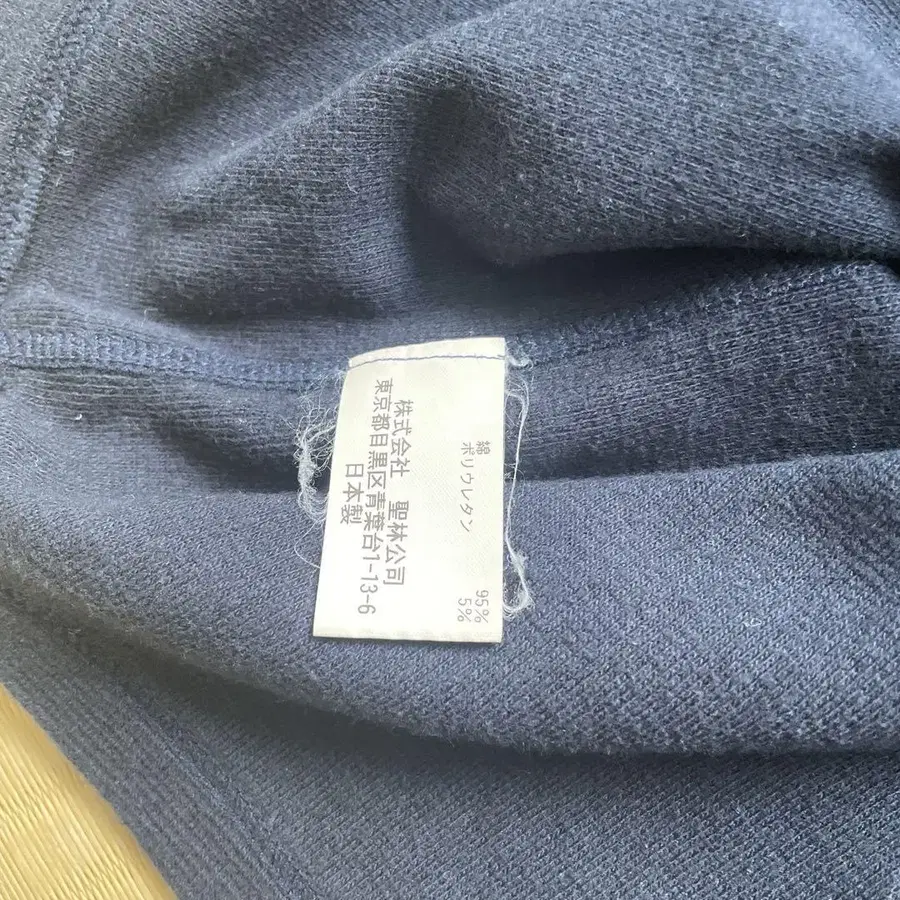 綿 95%
ポリウレタン 5%
株式会社 聖林公司
東京都目黒区青葉台1-13-6
日本製